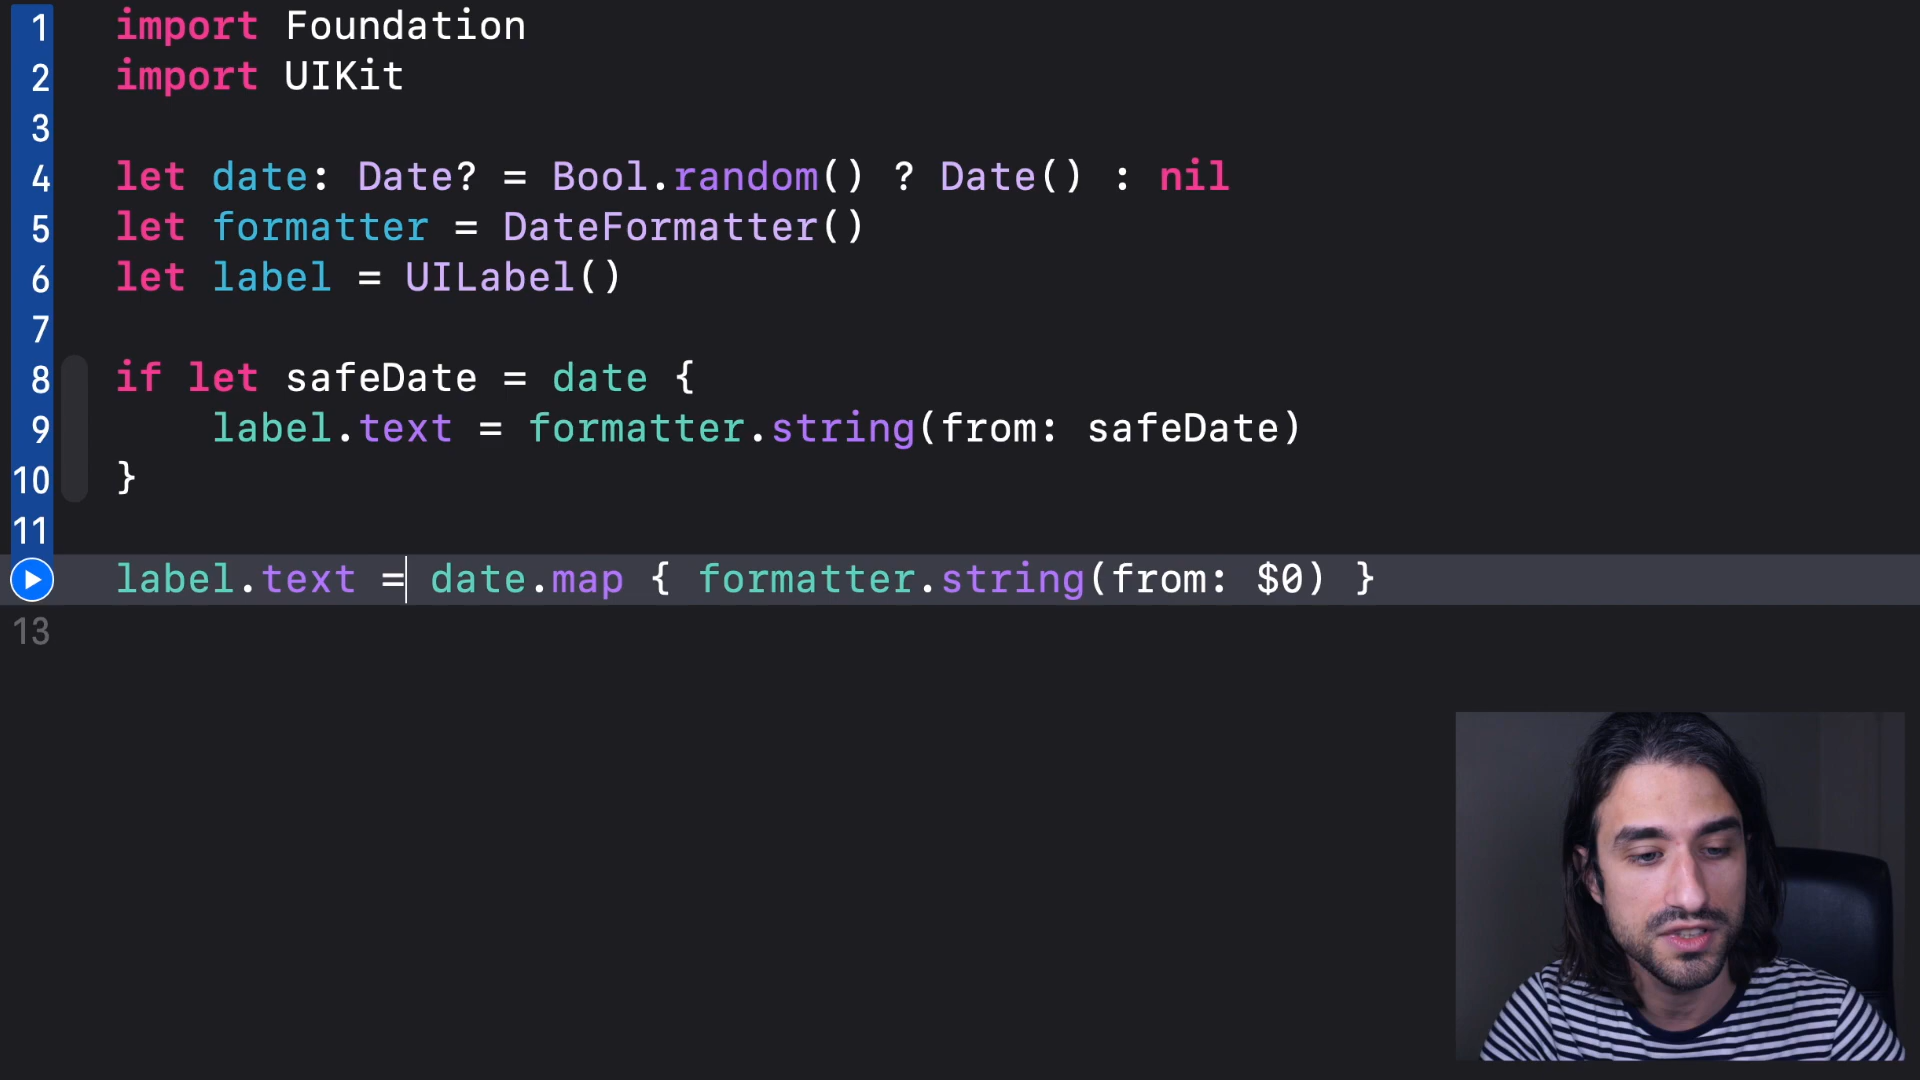 1 import Foundation
2 import UIKit
3
4 let date: Date? = Bool.random() ? Date() : nil
5 let formatter = DateFormatter()
6 let label = UILabel()
7
8 if let safeDate = date {
9     label.text = formatter.string(from: safeDate)
10 }
11
label.text = date.map { formatter.string(from: $0) }
13